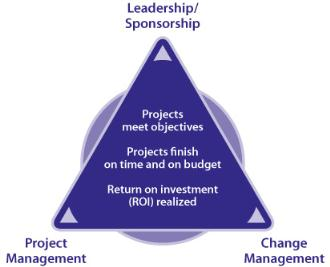 Leadership/
Sponsorship
Projects
meet objectives
Projects finish
on time and on budget
Return on investment
(ROI) realized
Project
Management
Change
Management